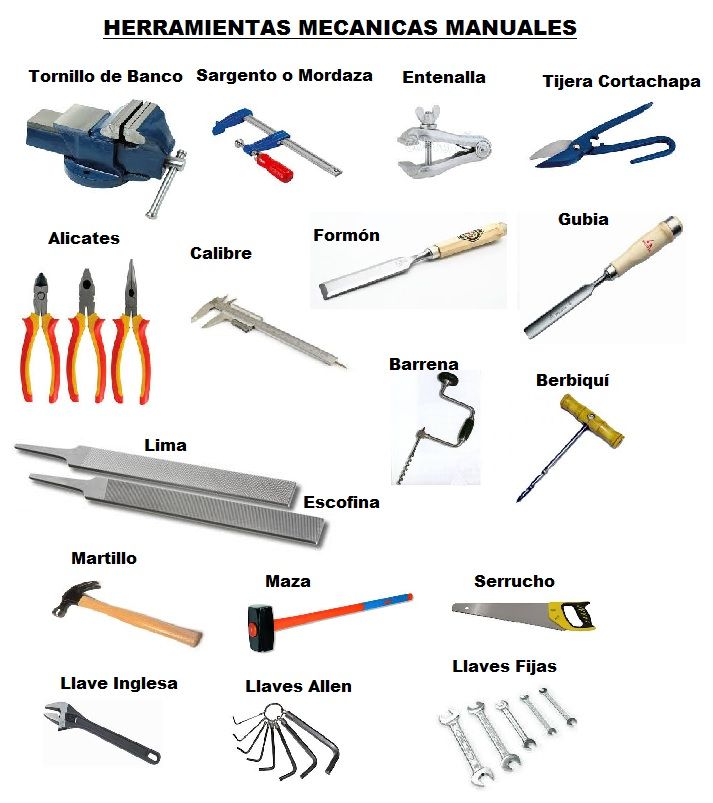 HERRAMIENTAS MECANICAS MANUALES
Tornillo de Banco
Sargento o Mordaza
Entenalla
Tijera Cortachapa
Alicates
Calibre
Formón
Gubia
Barrena
Berbiquí
Lima
Escofina
Martillo
Maza
Serrucho
Llave Inglesa
Llaves Allen
Llaves Fijas